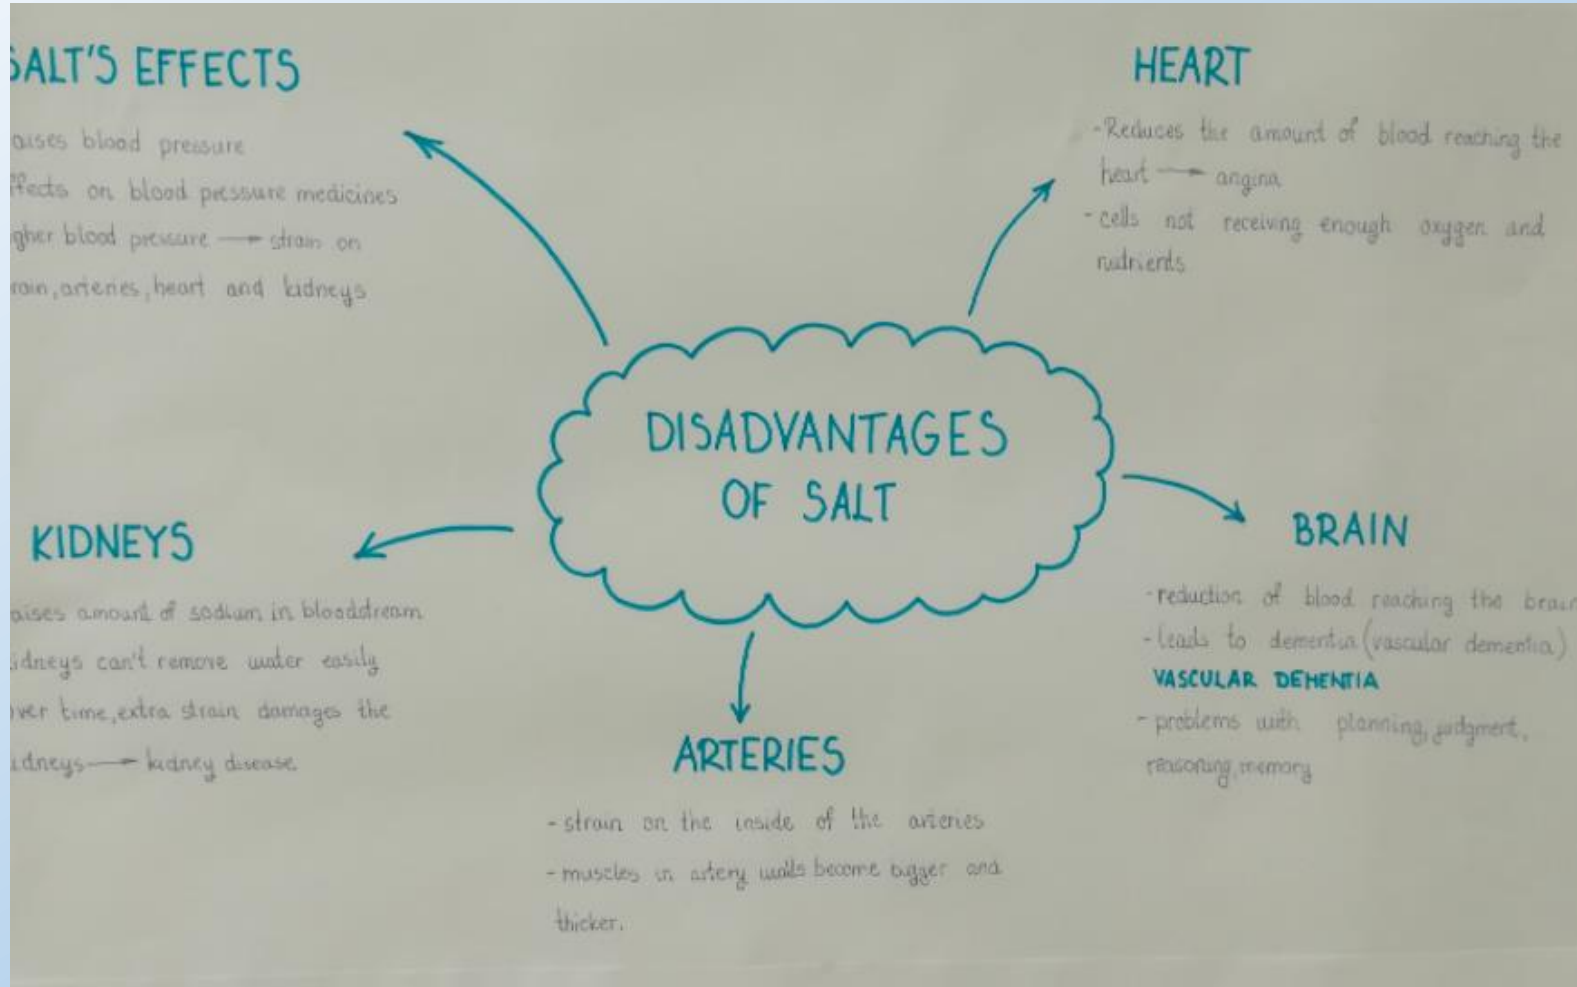 SALT'S EFFECTS
aises blood pressure
ffects on blood pressure medicines
gher blood pressure → strain on
rain, arteries, heart and kidneys
HEART
-Reduces the amount of blood reaching the
heart → angina
-cells not receiving enough oxygen and
nutrients
DISADVANTAGES
OF SALT
KIDNEYS
aises amount of sodium in blooddream
idneys can't remove water easily
ver time, extra strain damages the
idneys → kidney disease
BRAIN
-reduction of blood reaching the brain
-leads to dementia (vascular dementia)
VASCULAR DEMENTIA
- problems with planning, judgment,
reasoning, memory
ARTERIES
- strain on the inside of the arteries
- muscles in artery walls become bigger and
thicker.